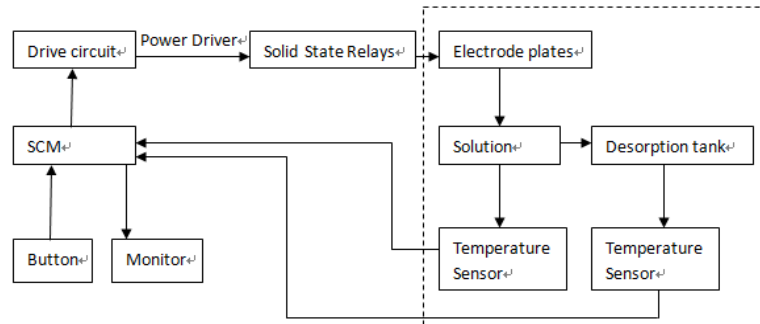 Drive circuit
Power Driver
Solid State Relays
Electrode plates
SCM
Solution
Desorption tank
Button
Monitor
Temperature
Sensor
Temperature
Sensor